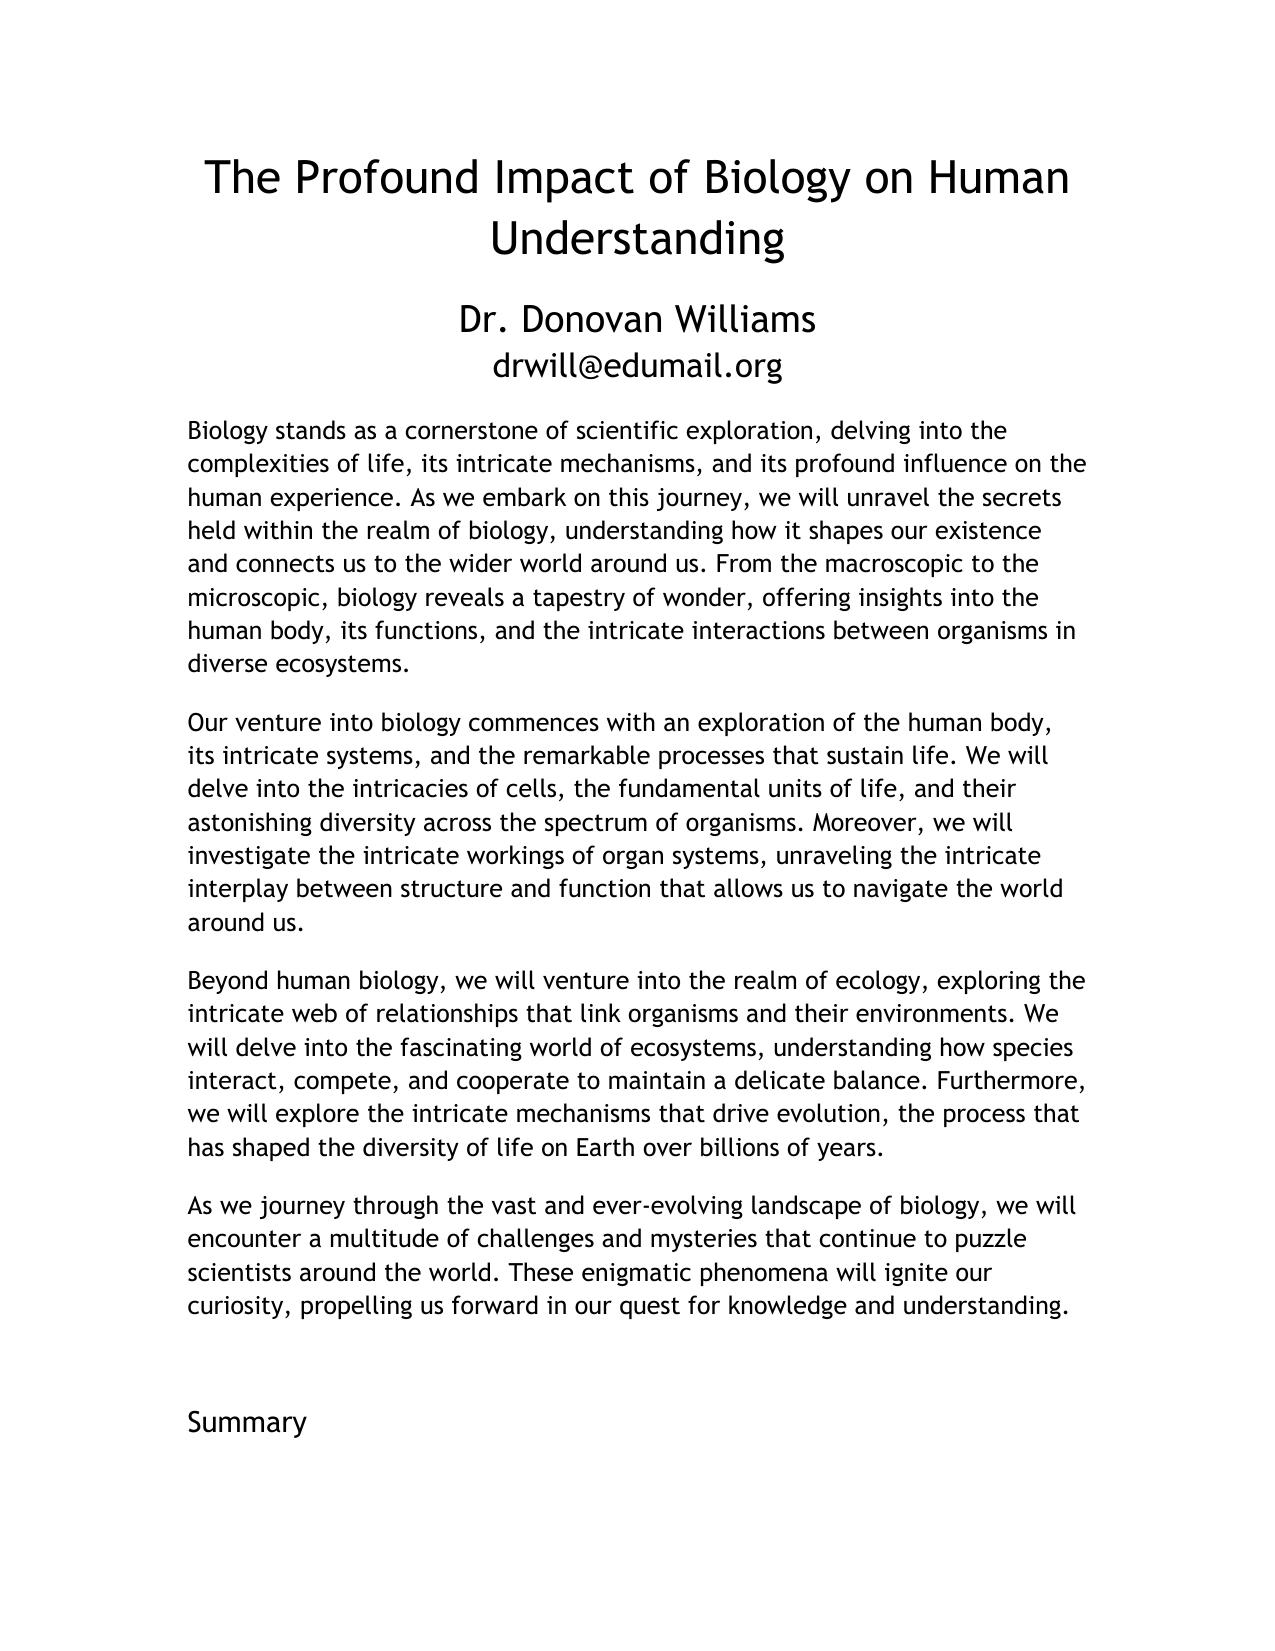 The Profound Impact of Biology on Human
Understanding
Dr. Donovan Williams
drwill@edumail.org
Biology stands as a cornerstone of scientific exploration, delving into the
complexities of life, its intricate mechanisms, and its profound influence on the
human experience. As we embark on this journey, we will unravel the secrets
held within the realm of biology, understanding how it shapes our existence
and connects us to the wider world around us. From the macroscopic to the
microscopic, biology reveals a tapestry of wonder, offering insights into the
human body, its functions, and the intricate interactions between organisms in
diverse ecosystems.
Our venture into biology commences with an exploration of the human body,
its intricate systems, and the remarkable processes that sustain life. We will
delve into the intricacies of cells, the fundamental units of life, and their
astonishing diversity across the spectrum of organisms. Moreover, we will
investigate the intricate workings of organ systems, unraveling the intricate
interplay between structure and function that allows us to navigate the world
around us.
Beyond human biology, we will venture into the realm of ecology, exploring the
intricate web of relationships that link organisms and their environments. We
will delve into the fascinating world of ecosystems, understanding how species
interact, compete, and cooperate to maintain a delicate balance. Furthermore,
we will explore the intricate mechanisms that drive evolution, the process that
has shaped the diversity of life on Earth over billions of years.
As we journey through the vast and ever-evolving landscape of biology, we will
encounter a multitude of challenges and mysteries that continue to puzzle
scientists around the world. These enigmatic phenomena will ignite our
curiosity, propelling us forward in our quest for knowledge and understanding.
Summary